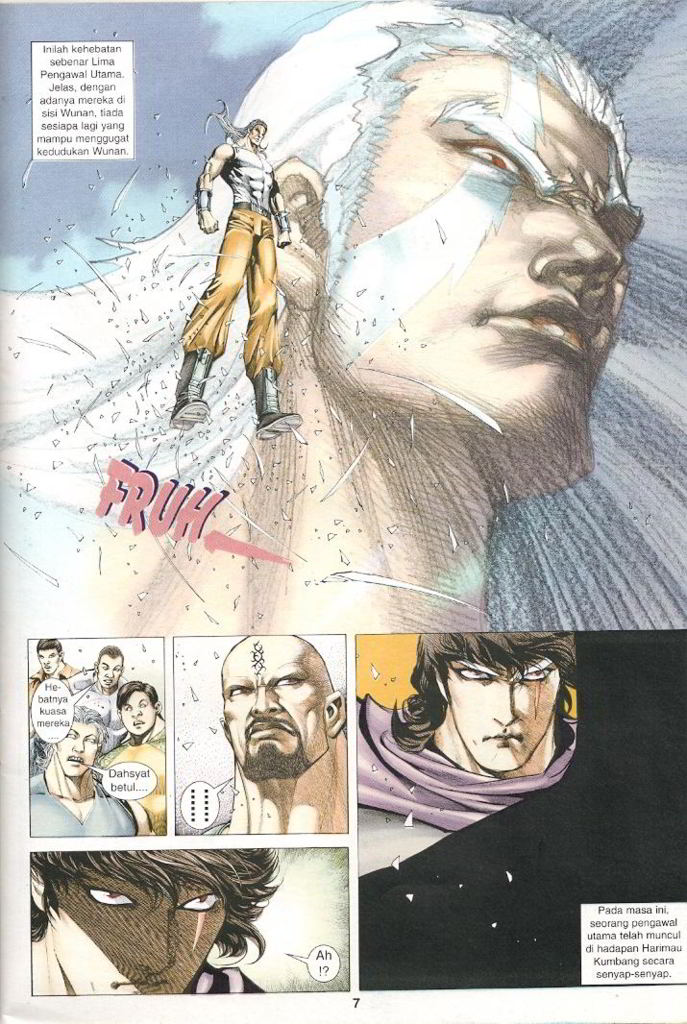 Inilah kehebatan
sebenar Lima
Pengawal Utama.
Jelas, dengan
adanya mereka di
sisi Wunan, tiada
sesiapa lagi yang
mampu menggugat
kedudukan Wunan.
FRUH
He-
batnya
kuasa
mereka
....
Dahsyat
betul....
Ah
!?
Pada masa ini,
seorang pengawal
utama telah muncul
di hadapan Harimau
Kumbang secara
senyap-senyap.
7